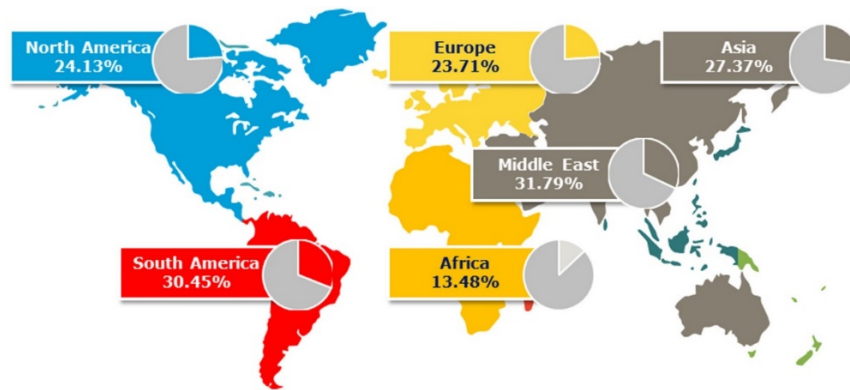 North America
24.13%
Europe
23.71%
Asia
27.37%
Middle East
31.79%
South America
30.45%
Africa
13.48%